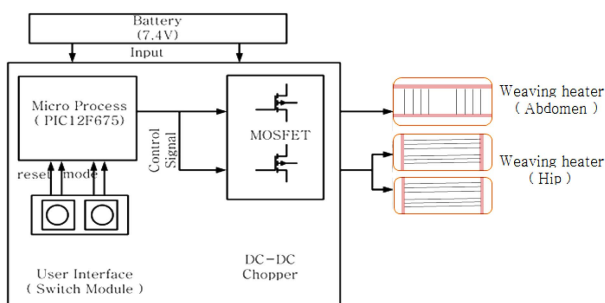 Battery
(7.4V)
Input
Micro Process
( PIC12F675)
MOSFET
Control
Signal
reset mode
User Interface
( Switch Module )
DC-DC
Chopper
Weaving heater
( Abdomen )
Weaving heater
( Hip )